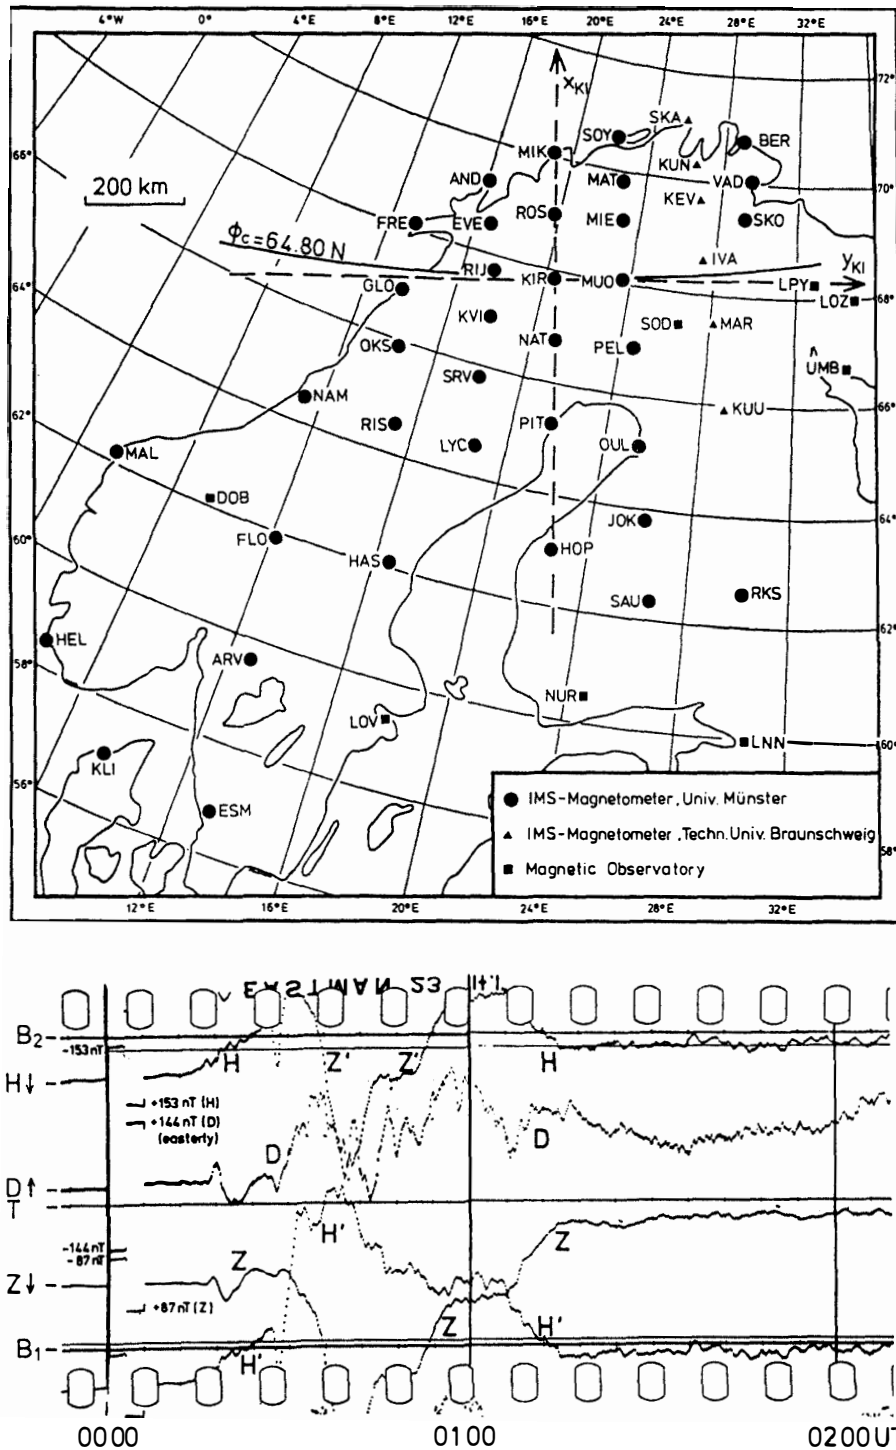 4°W 0° 4°E 8°E 12°E 16°E 20°E 24°E 28°E 32°E
72°
XKI
SKA
SOY
BER
MIK
KUN
65°
200 km
AND
MAT
VAD
70°
KEV
ROS
FRE
EVE
MIE
SKO
ϕc=64.80 N
IVA
RIJ
yKI
64°
GLO
KIR
MUO
LPY
68°
LOZ
KVI
SOD
MAR
OKS
NAT
PEL
UMB
SRV
62°
NAM
KUU
66°
RIS
PIT
MAL
LYC
OUL
DOB
60°
FLO
JOK
64°
HAS
HOP
SAU
RKS
HEL
62°
58°
ARV
NUR
LOV
LNN
60°
KLI
56°
ESM
● IMS-Magnetometer, Univ. Münster
▲ IMS-Magnetometer, Techn. Univ. Braunschweig
■ Magnetic Observatory
58°
12°E 16°E 20°E 24°E 28°E 32°E
EASTMAN 23
B2
-153nT
H↓
H
Z'
Z'
H
+153 nT (H)
+144 nT (D)
(easterly)
D
D
D↑
T
H'
-144nT
-87nT
Z
Z
Z↓
+87nT (Z)
Z
H'
B1
H'
0000 0100 0200 U